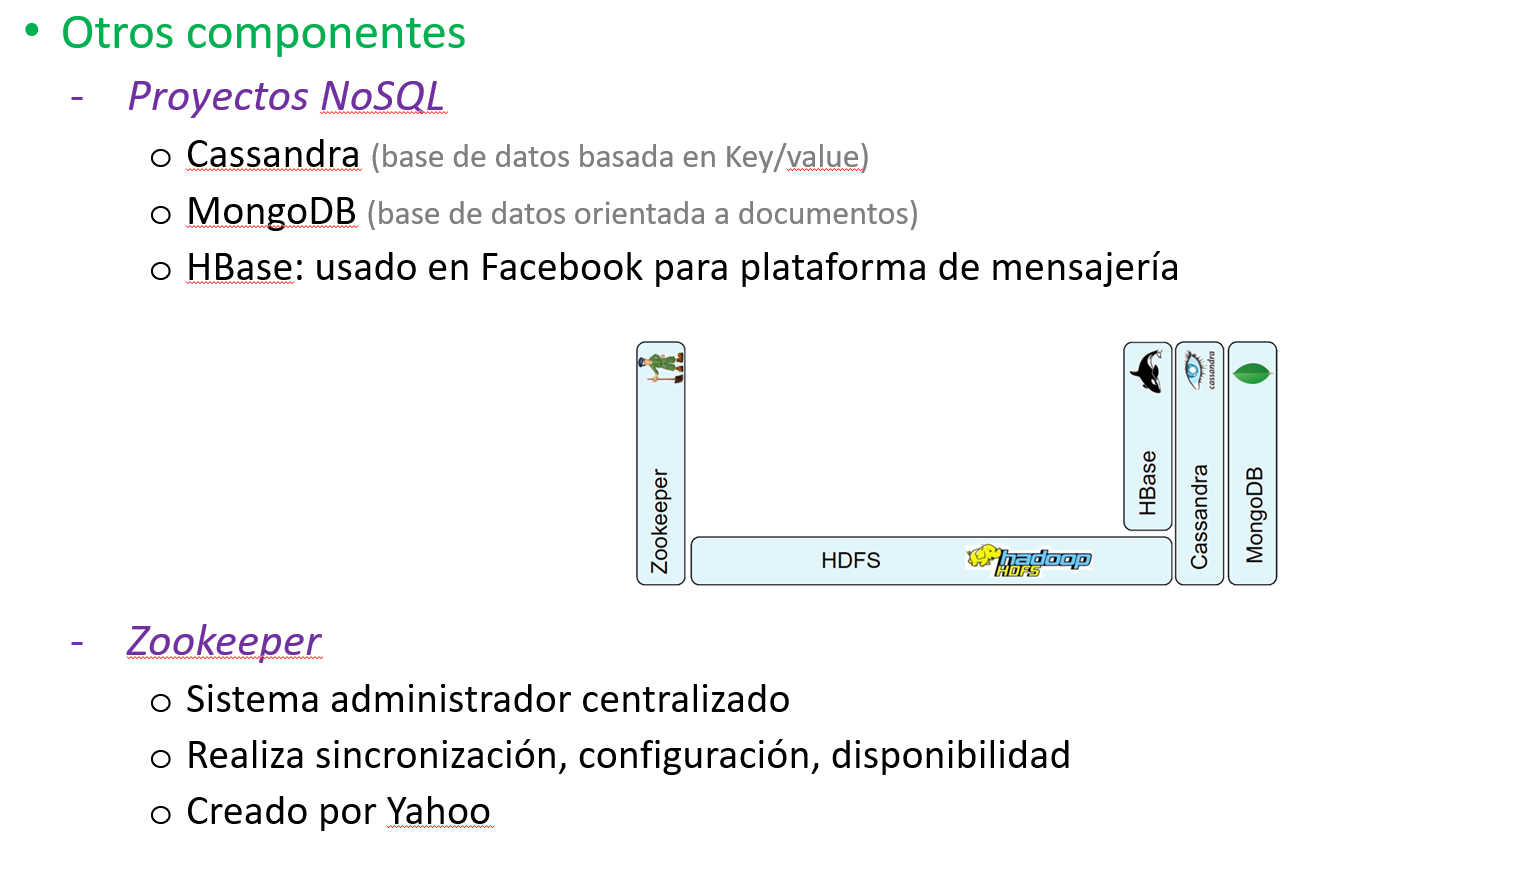 • Otros componentes
- Proyectos NoSQL
o Cassandra (base de datos basada en Key/value)
o MongoDB (base de datos orientada a documentos)
o HBase: usado en Facebook para plataforma de mensajería
Zookeeper
HDFS
hadoop
HDFS
HBase
cassandra
Cassandra
MongoDB
- Zookeeper
o Sistema administrador centralizado
o Realiza sincronización, configuración, disponibilidad
o Creado por Yahoo